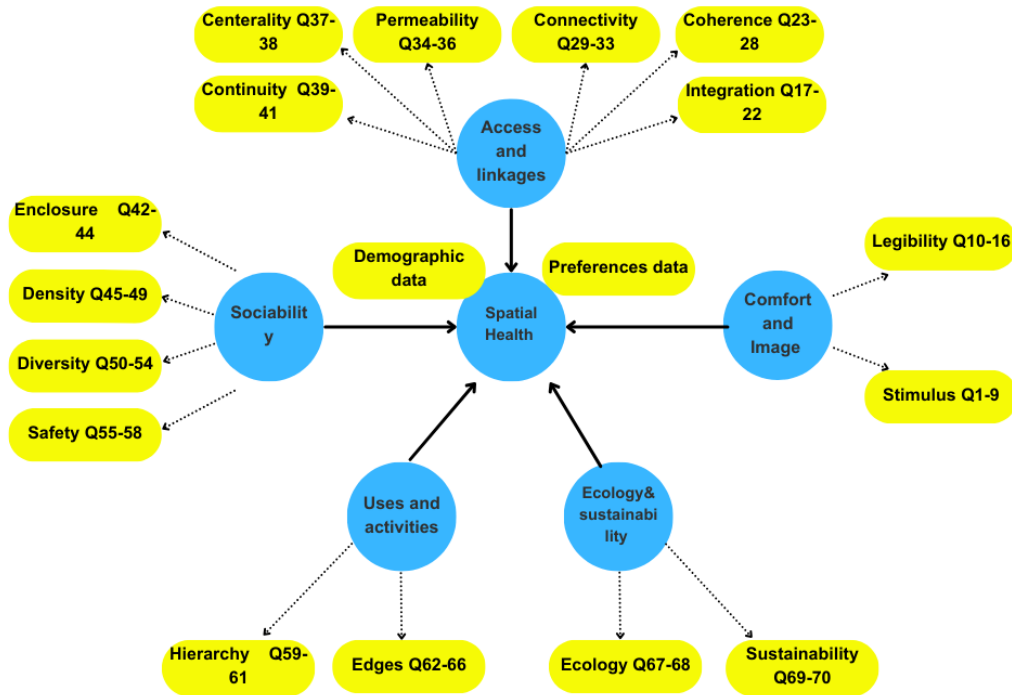 Centerality Q37-
38
Permeability
Q34-36
Connectivity
Q29-33
Coherence Q23-
28
Continuity Q39-
41
Integration Q17-
22
Access
and
linkages
Enclosure Q42-
44
Density Q45-49
Diversity Q50-54
Safety Q55-58
Sociabilit
y
Demographic
data
Preferences data
Spatial
Health
Comfort
and
Image
Legibility Q10-16
Stimulus Q1-9
Uses and
activities
Ecology&
sustainabi
lity
Hierarchy Q59-
61
Edges Q62-66
Ecology Q67-68
Sustainability
Q69-70